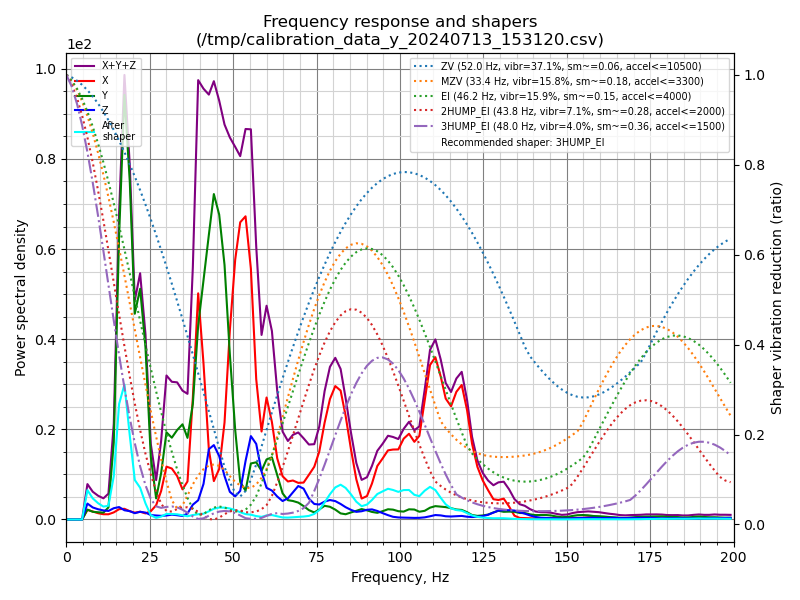 Frequency response and shapers
(/tmp/calibration_data_y_20240713_153120.csv)
1e2
X+Y+Z
X
Y
Z
After
shaper
ZV (52.0 Hz, vibr=37.1%, sm~=0.06, accel<=10500)
MZV (33.4 Hz, vibr=15.8%, sm~=0.18, accel<=3300)
EI (46.2 Hz, vibr=15.9%, sm~=0.15, accel<=4000)
2HUMP_EI (43.8 Hz, vibr=7.1%, sm~=0.28, accel<=2000)
3HUMP_EI (48.0 Hz, vibr=4.0%, sm~=0.36, accel<=1500)
Recommended shaper: 3HUMP_EI
Power spectral density
1.0
0.8
0.6
0.4
0.2
0.0
1.0
0.8
0.6
0.4
0.2
0.0
Shaper vibration reduction (ratio)
0 25 50 75 100 125 150 175 200
Frequency, Hz